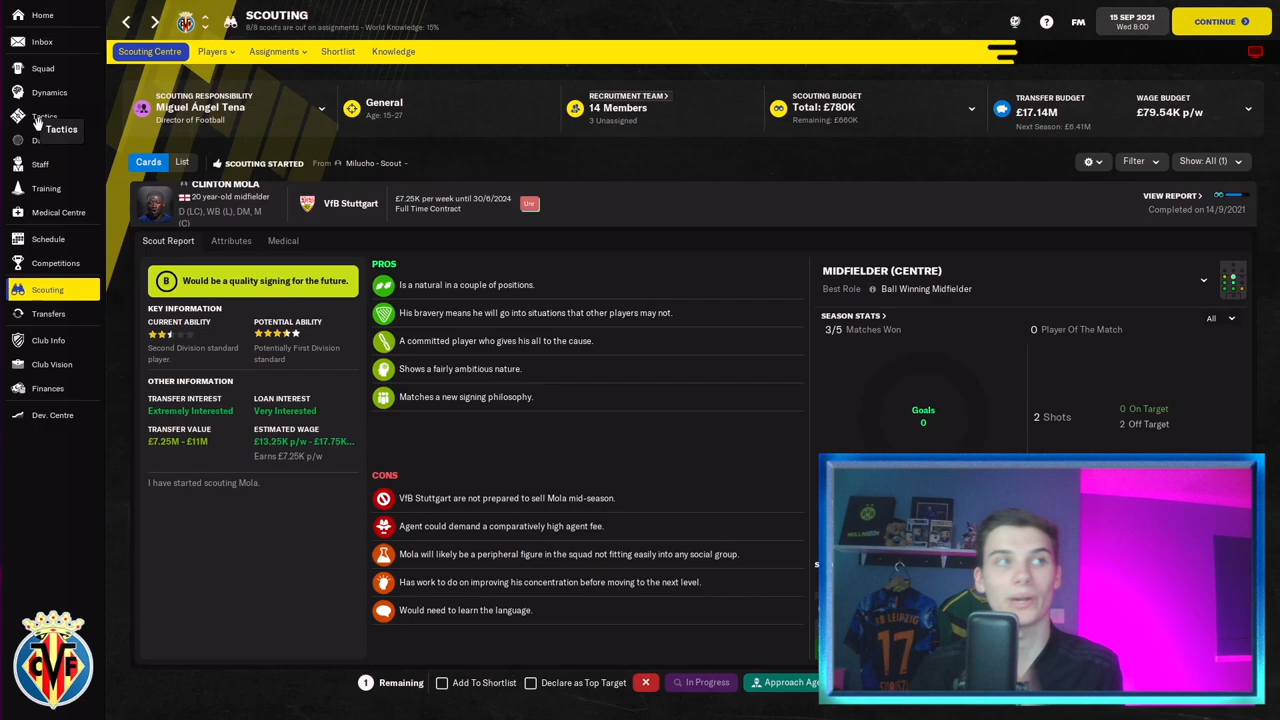 Home
Inbox
Squad
Dynamics
Tactics
Tactics
Staff
Training
Medical Centre
Schedule
Competitions
Scouting
Transfers
Club Info
Club Vision
Finances
Dev. Centre
SCOUTING
8/8 scouts are out on assignments - World Knowledge: 15%
FM
15 SEP 2021
Wed 8:00
CONTINUE
Scouting Centre
Players
Assignments
Shortlist
Knowledge
SCOUTING RESPONSIBILITY
Miguel Ángel Tena
Director of Football
General
Age: 15-27
RECRUITMENT TEAM >
14 Members
3 Unassigned
SCOUTING BUDGET
Total: £780K
Remaining: £660K
TRANSFER BUDGET
£17.14M
Next Season: £6.41M
WAGE BUDGET
£79.54K p/w
Cards
List
SCOUTING STARTED
From
Milucho - Scout -
Filter
Show: All (1)
CLINTON MOLA
20 year-old midfielder
D (LC), WB (L), DM, M
(C)
VfB Stuttgart
£7.25K per week until 30/6/2024
Full Time Contract
Unr
VIEW REPORT >
Completed on 14/9/2021
Scout Report
Attributes
Medical
B
Would be a quality signing for the future.
KEY INFORMATION
CURRENT ABILITY
Second Division standard
player.
POTENTIAL ABILITY
Potentially First Division
standard
OTHER INFORMATION
TRANSFER INTEREST
Extremely Interested
LOAN INTEREST
Very Interested
TRANSFER VALUE
£7.25M - £11M
ESTIMATED WAGE
£13.25K p/w - £17.75K...
Earns £7.25K p/w
I have started scouting Mola.
PROS
Is a natural in a couple of positions.
His bravery means he will go into situations that other players may not.
A committed player who gives his all to the cause.
Shows a fairly ambitious nature.
Matches a new signing philosophy.
CONS
VfB Stuttgart are not prepared to sell Mola mid-season.
Agent could demand a comparatively high agent fee.
Mola will likely be a peripheral figure in the squad not fitting easily into any social group.
Has work to do on improving his concentration before moving to the next level.
Would need to learn the language.
MIDFIELDER (CENTRE)
Best Role
Ball Winning Midfielder
SEASON STATS >
All
3/5 Matches Won
0 Player Of The Match
Goals
0
2 Shots
0 On Target
2 Off Target
1 Remaining
Add To Shortlist
Declare as Top Target
In Progress
Approach Age
CVF
17